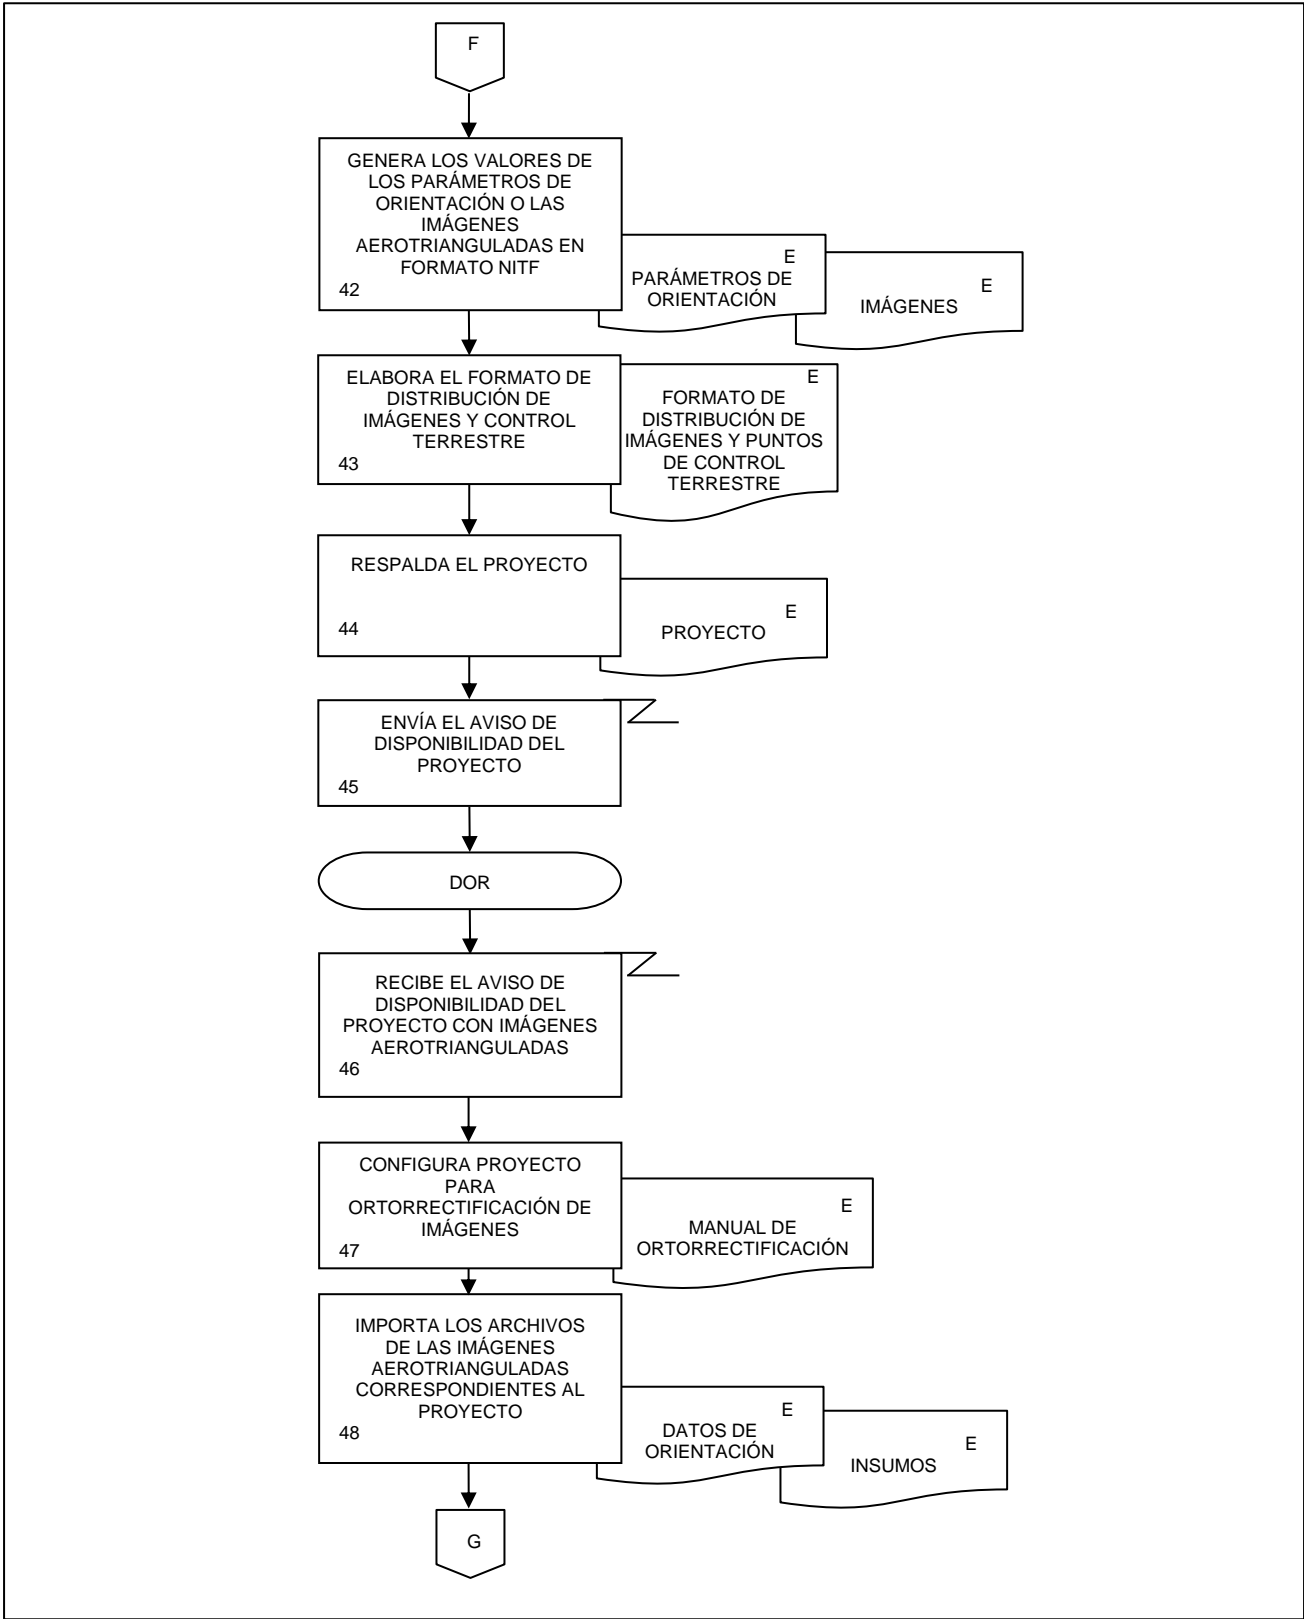 F
GENERA LOS VALORES DE
LOS PARÁMETROS DE
ORIENTACIÓN O LAS
IMÁGENES
AEROTRIANGULADAS EN
FORMATO NITF
42
E
PARÁMETROS DE
ORIENTACIÓN
E
IMÁGENES
ELABORA EL FORMATO DE
DISTRIBUCIÓN DE
IMÁGENES Y CONTROL
TERRESTRE
43
E
FORMATO DE
DISTRIBUCIÓN DE
IMÁGENES Y PUNTOS
DE CONTROL
TERRESTRE
RESPALDA EL PROYECTO
44
E
PROYECTO
ENVÍA EL AVISO DE
DISPONIBILIDAD DEL
PROYECTO
45
DOR
RECIBE EL AVISO DE
DISPONIBILIDAD DEL
PROYECTO CON IMÁGENES
AEROTRIANGULADAS
46
CONFIGURA PROYECTO
PARA
ORTORRECTIFICACIÓN DE
IMÁGENES
47
E
MANUAL DE
ORTORRECTIFICACIÓN
IMPORTA LOS ARCHIVOS
DE LAS IMÁGENES
AEROTRIANGULADAS
CORRESPONDIENTES AL
PROYECTO
48
E
DATOS DE
ORIENTACIÓN
E
INSUMOS
G